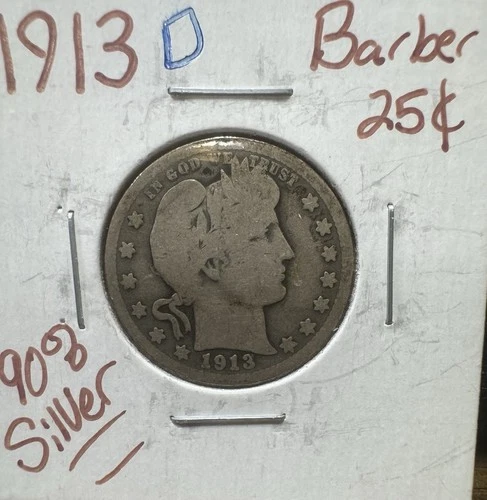 1913 D Barber
25¢
IN GOD WE TRUST
1913
90%
Silver